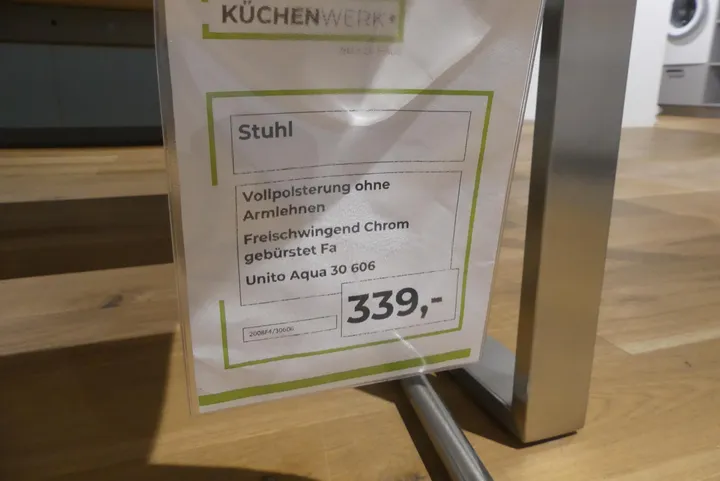 KÜCHENWERK
Stuhl
Vollpolsterung ohne
Armlehnen
Freischwingend Chrom
gebürstet Fa
Unito Aqua 30 606
339,-